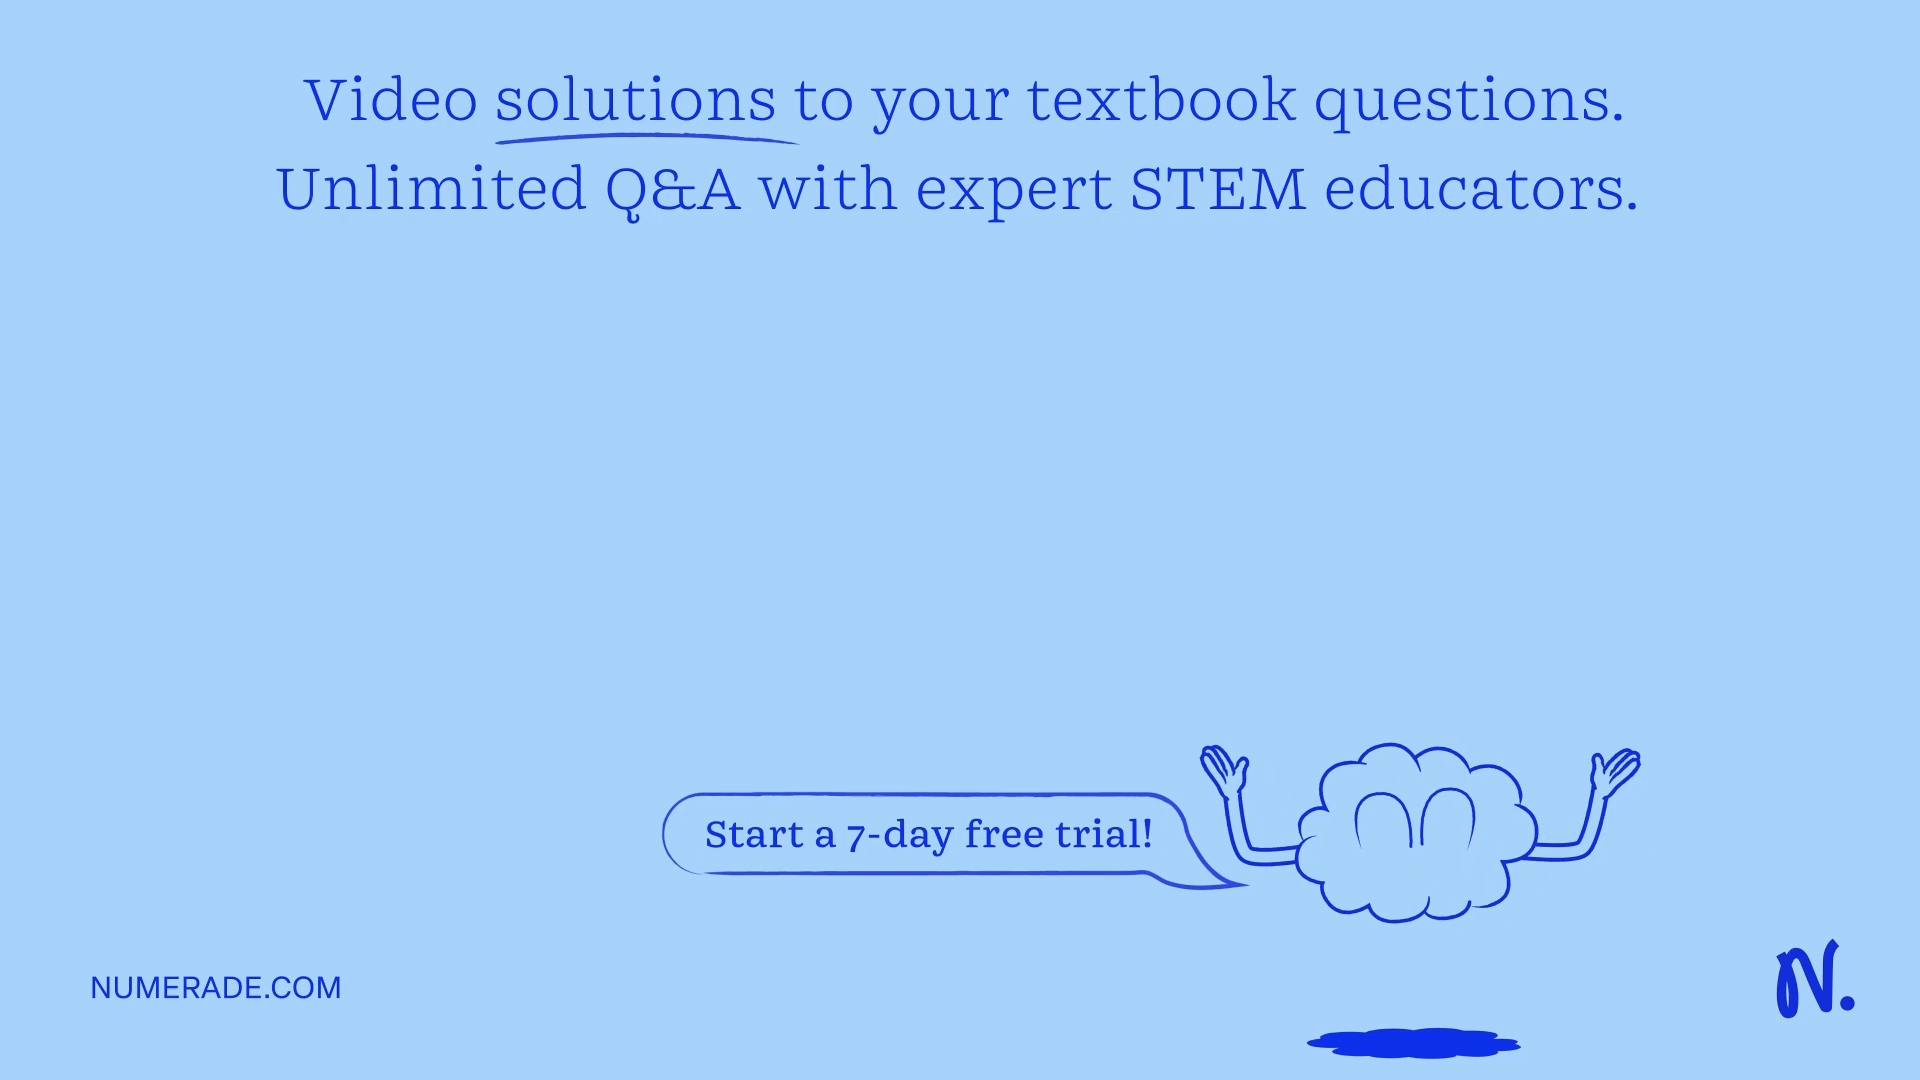 Video solutions to your textbook questions.
Unlimited Q&A with expert STEM educators.
Start a 7-day free trial!
NUMERADE.COM
N.